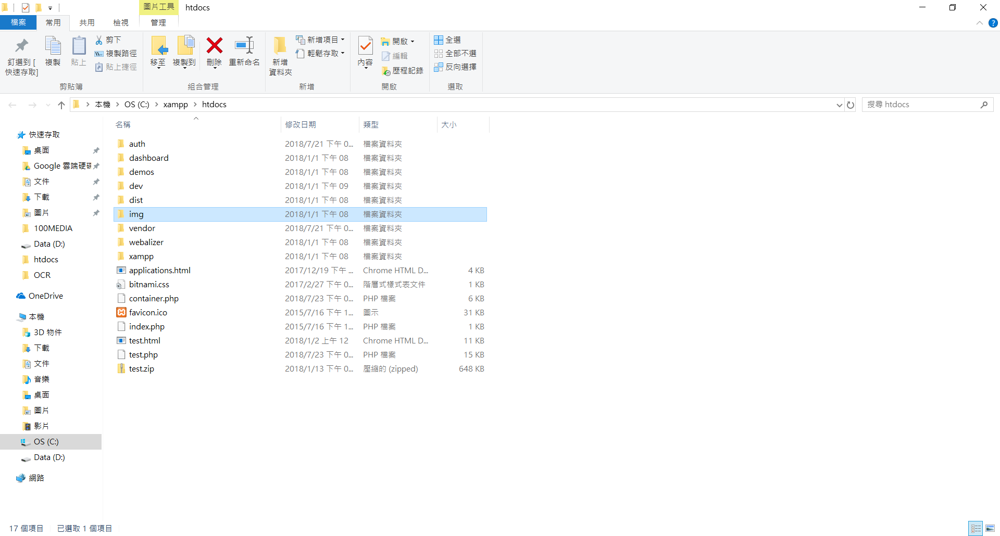 圖片工具
htdocs
檔案
常用
共用
檢視
管理
釘選到 [
快速存取]
複製
貼上
剪下
複製路徑
貼上捷徑
剪貼簿
移至
複製到
刪除
重新命名
組合管理
新增
資料夾
新增項目
輕鬆存取
新增
內容
開啟
編輯
歷程記錄
開啟
全選
全部不選
反向選擇
選取
本機 > OS (C:) > xampp > htdocs
搜尋 htdocs
名稱 修改日期 類型 大小
auth 2018/7/21 下午 0... 檔案資料夾
dashboard 2018/1/1 下午 08 檔案資料夾
demos 2018/1/1 下午 08 檔案資料夾
dev 2018/1/1 下午 09 檔案資料夾
dist 2018/1/1 下午 08 檔案資料夾
img 2018/1/1 下午 08 檔案資料夾
vendor 2018/7/21 下午 0... 檔案資料夾
webalizer 2018/1/1 下午 08 檔案資料夾
xampp 2018/1/1 下午 08 檔案資料夾
applications.html 2017/12/19 下午 ... Chrome HTML D... 4 KB
bitnami.css 2017/2/27 下午 0... 階層式樣式表文件 1 KB
container.php 2018/7/23 下午 0... PHP 檔案 6 KB
favicon.ico 2015/7/16 下午 1... 圖示 31 KB
index.php 2015/7/16 下午 1... PHP 檔案 1 KB
test.html 2018/1/2 上午 12 Chrome HTML D... 11 KB
test.php 2018/7/23 下午 0... PHP 檔案 15 KB
test.zip 2018/1/13 下午 0... 壓縮的 (zipped) 648 KB
快速存取
桌面
Google 雲端硬碟
文件
下載
圖片
100MEDIA
Data (D:)
htdocs
OCR
OneDrive
本機
3D 物件
下載
文件
音樂
桌面
圖片
影片
OS (C:)
Data (D:)
網路
17 個項目
已選取 1 個項目